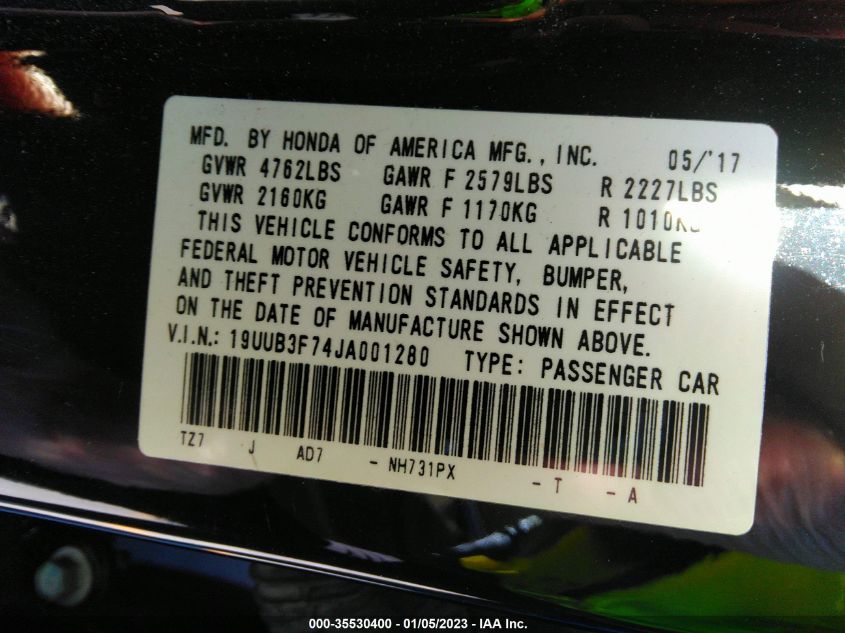 MFD. BY HONDA OF AMERICA MFG., INC. 05/'17
GVWR 4762LBS GAWR F 2579LBS R 2227LBS
GVWR 2160KG GAWR F 1170KG R 1010KG
THIS VEHICLE CONFORMS TO ALL APPLICABLE
FEDERAL MOTOR VEHICLE SAFETY, BUMPER,
AND THEFT PREVENTION STANDARDS IN EFFECT
ON THE DATE OF MANUFACTURE SHOWN ABOVE.
V.I.N.: 19UUB3F74JA001280 TYPE: PASSENGER CAR
TZ7 J AD7 - NH731PX - T - A
000-35530400 - 01/05/2023 - IAA Inc.